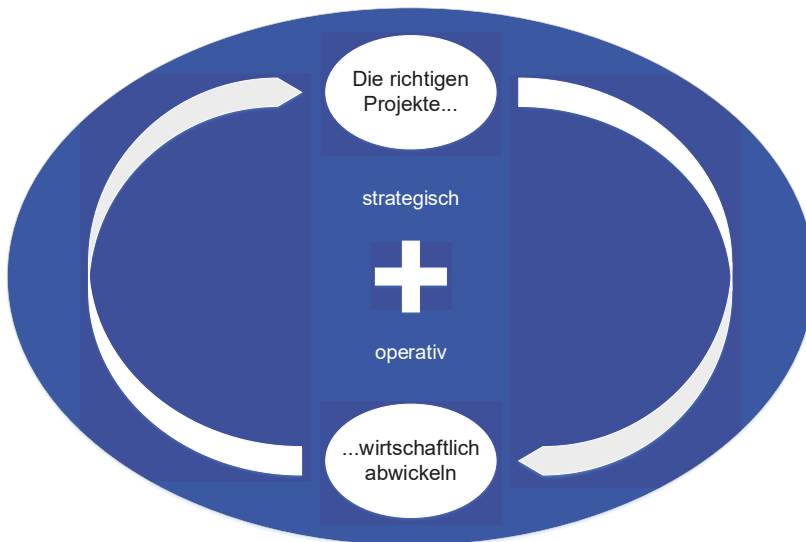 Die richtigen
Projekte...
strategisch
operativ
...wirtschaftlich
abwickeln